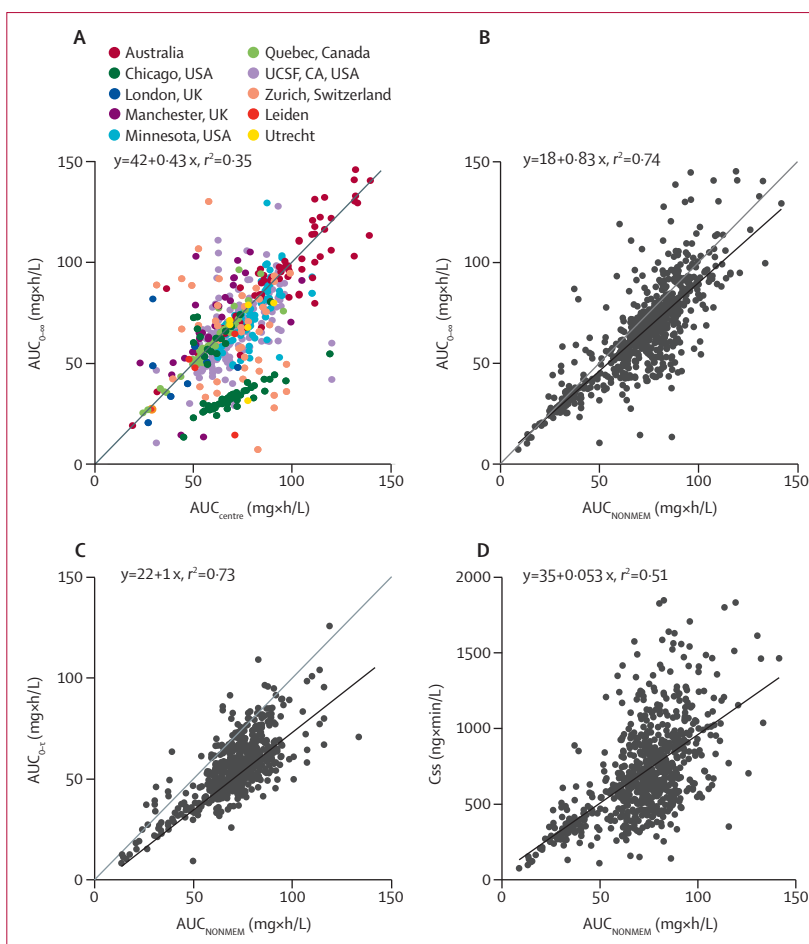 A
Australia
Chicago, USA
London, UK
Manchester, UK
Minnesota, USA
Quebec, Canada
UCSF, CA, USA
Zurich, Switzerland
Leiden
Utrecht
y=42+0·43 x, r²=0·35
150
100
50
0
AUC₀₋∞ (mg×h/L)
0 50 100 150
AUCcentre (mg×h/L)
B
y=18+0·83 x, r²=0·74
150
100
50
0
AUC₀₋∞ (mg×h/L)
0 50 100 150
AUCNONMEM (mg×h/L)
C
y=22+1 x, r²=0·73
150
100
50
0
AUC₀₋τ (mg×h/L)
0 50 100 150
AUCNONMEM (mg×h/L)
D
y=35+0·053 x, r²=0·51
2000
1500
1000
500
0
Css (ng×min/L)
0 50 100 150
AUCNONMEM (mg×h/L)